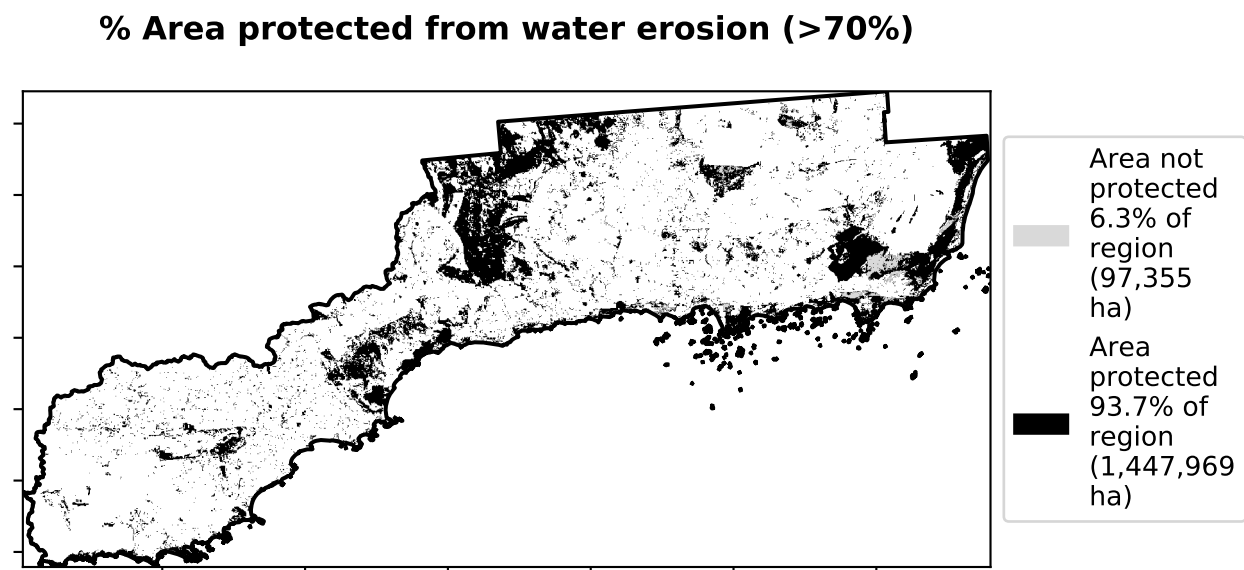 % Area protected from water erosion (>70%)
Area not
protected
6.3% of
region
(97,355
ha)
Area
protected
93.7% of
region
(1,447,969
ha)